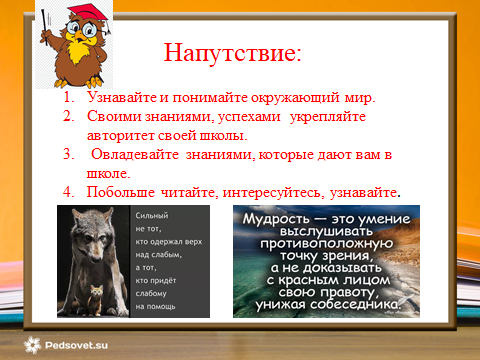 Напутствие:
1. Узнавайте и понимайте окружающий мир.
2. Своими знаниями, успехами укрепляйте
авторитет своей школы.
3. Овладевайте знаниями, которые дают вам в
школе.
4. Побольше читайте, интересуйтесь, узнавайте.
Сильный
не тот,
кто одержал верх
над слабым,
а тот,
кто придёт
слабому
на помощь
Мудрость — это умение
выслушивать
противоположную
точку зрения,
а не доказывать
с красным лицом
свою правоту,
унижая собеседника.
Pedsovet.su